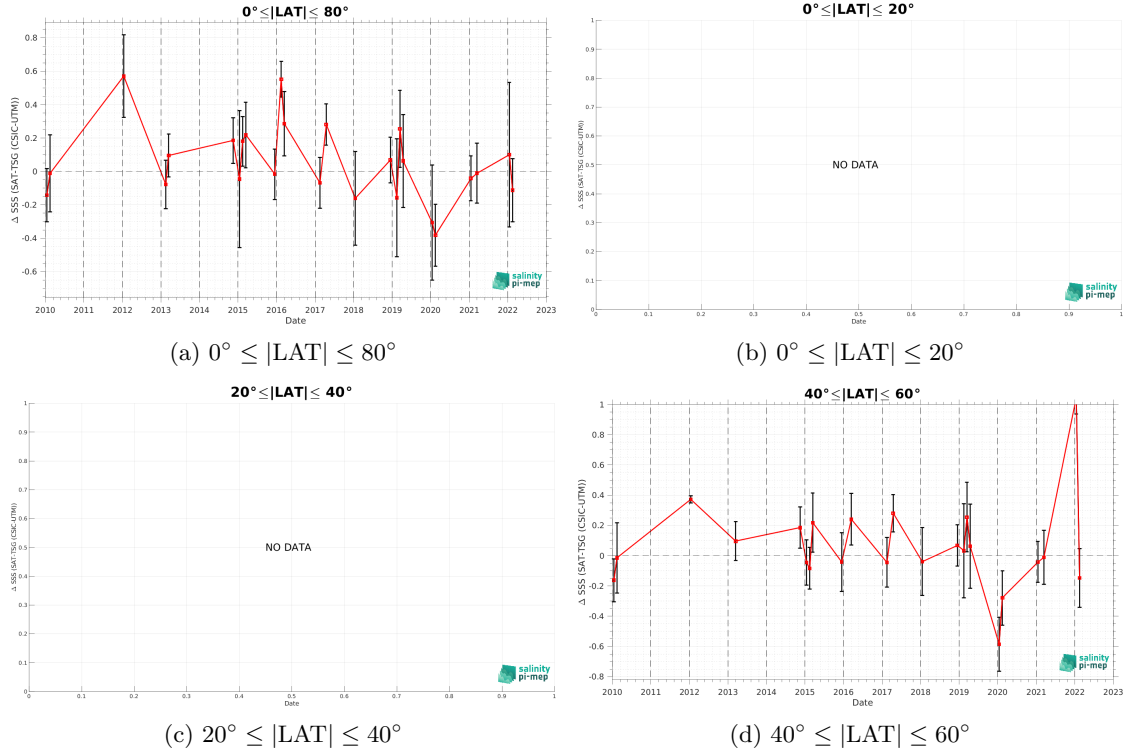 0°≤|LAT|≤ 80°
Δ SSS (SAT-TSG (CSIC-UTM))
0.8
0.6
0.4
0.2
0
-0.2
-0.4
-0.6
2010 2011 2012 2013 2014 2015 2016 2017 2018 2019 2020 2021 2022 2023
Date
salinity
pi-mep
(a) 0° ≤ |LAT| ≤ 80°
0°≤|LAT|≤ 20°
Δ SSS (SAT-TSG (CSIC-UTM))
1
0.9
0.8
0.7
0.6
0.5
0.4
0.3
0.2
0.1
0
NO DATA
0 0.1 0.2 0.3 0.4 0.5 0.6 0.7 0.8 0.9 1
Date
salinity
pi-mep
(b) 0° ≤ |LAT| ≤ 20°
20°≤|LAT|≤ 40°
Δ SSS (SAT-TSG (CSIC-UTM))
1
0.9
0.8
0.7
0.6
0.5
0.4
0.3
0.2
0.1
0
NO DATA
0 0.1 0.2 0.3 0.4 0.5 0.6 0.7 0.8 0.9 1
Date
salinity
pi-mep
(c) 20° ≤ |LAT| ≤ 40°
40°≤|LAT|≤ 60°
Δ SSS (SAT-TSG (CSIC-UTM))
1
0.8
0.6
0.4
0.2
0
-0.2
-0.4
-0.6
-0.8
2010 2011 2012 2013 2014 2015 2016 2017 2018 2019 2020 2021 2022 2023
Date
salinity
pi-mep
(d) 40° ≤ |LAT| ≤ 60°